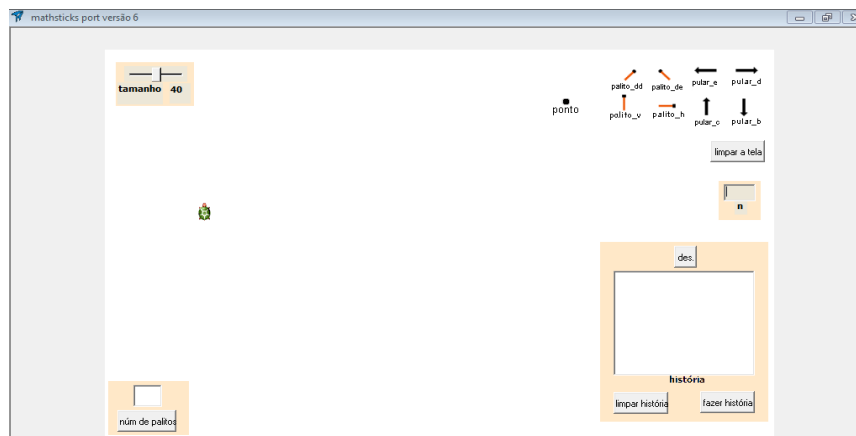 mathsticks port versão 6
tamanho 40
palito_dd palito_de pular_e pular_d
ponto
palito_v palito_h pular_c pular_b
limpar a tela
n
des.
história
limpar história fazer história
núm de palitos